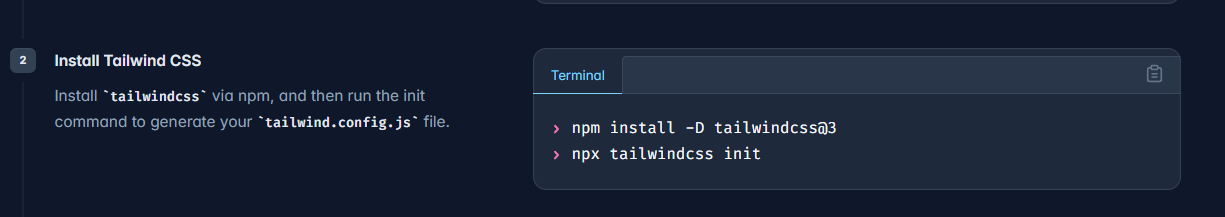 2
Install Tailwind CSS
Install `tailwindcss` via npm, and then run the init
command to generate your `tailwind.config.js` file.
Terminal
› npm install -D tailwindcss@3
› npx tailwindcss init